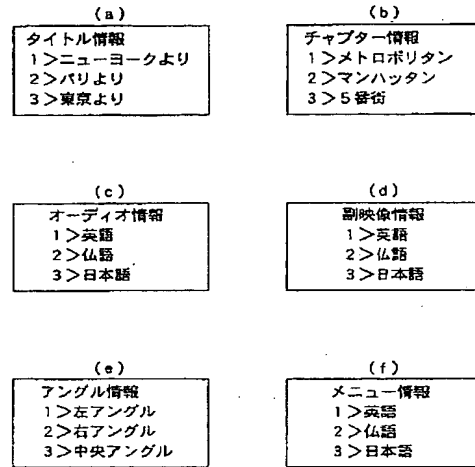 (a)
タイトル情報
1>ニューヨークより
2>パリより
3>東京より
(b)
チャプター情報
1>メトロポリタン
2>マンハッタン
3>5番街
(c)
オーディオ情報
1>英語
2>仏語
3>日本語
(d)
副映像情報
1>英語
2>仏語
3>日本語
(e)
アングル情報
1>左アングル
2>右アングル
3>中央アングル
(f)
メニュー情報
1>英語
2>仏語
3>日本語